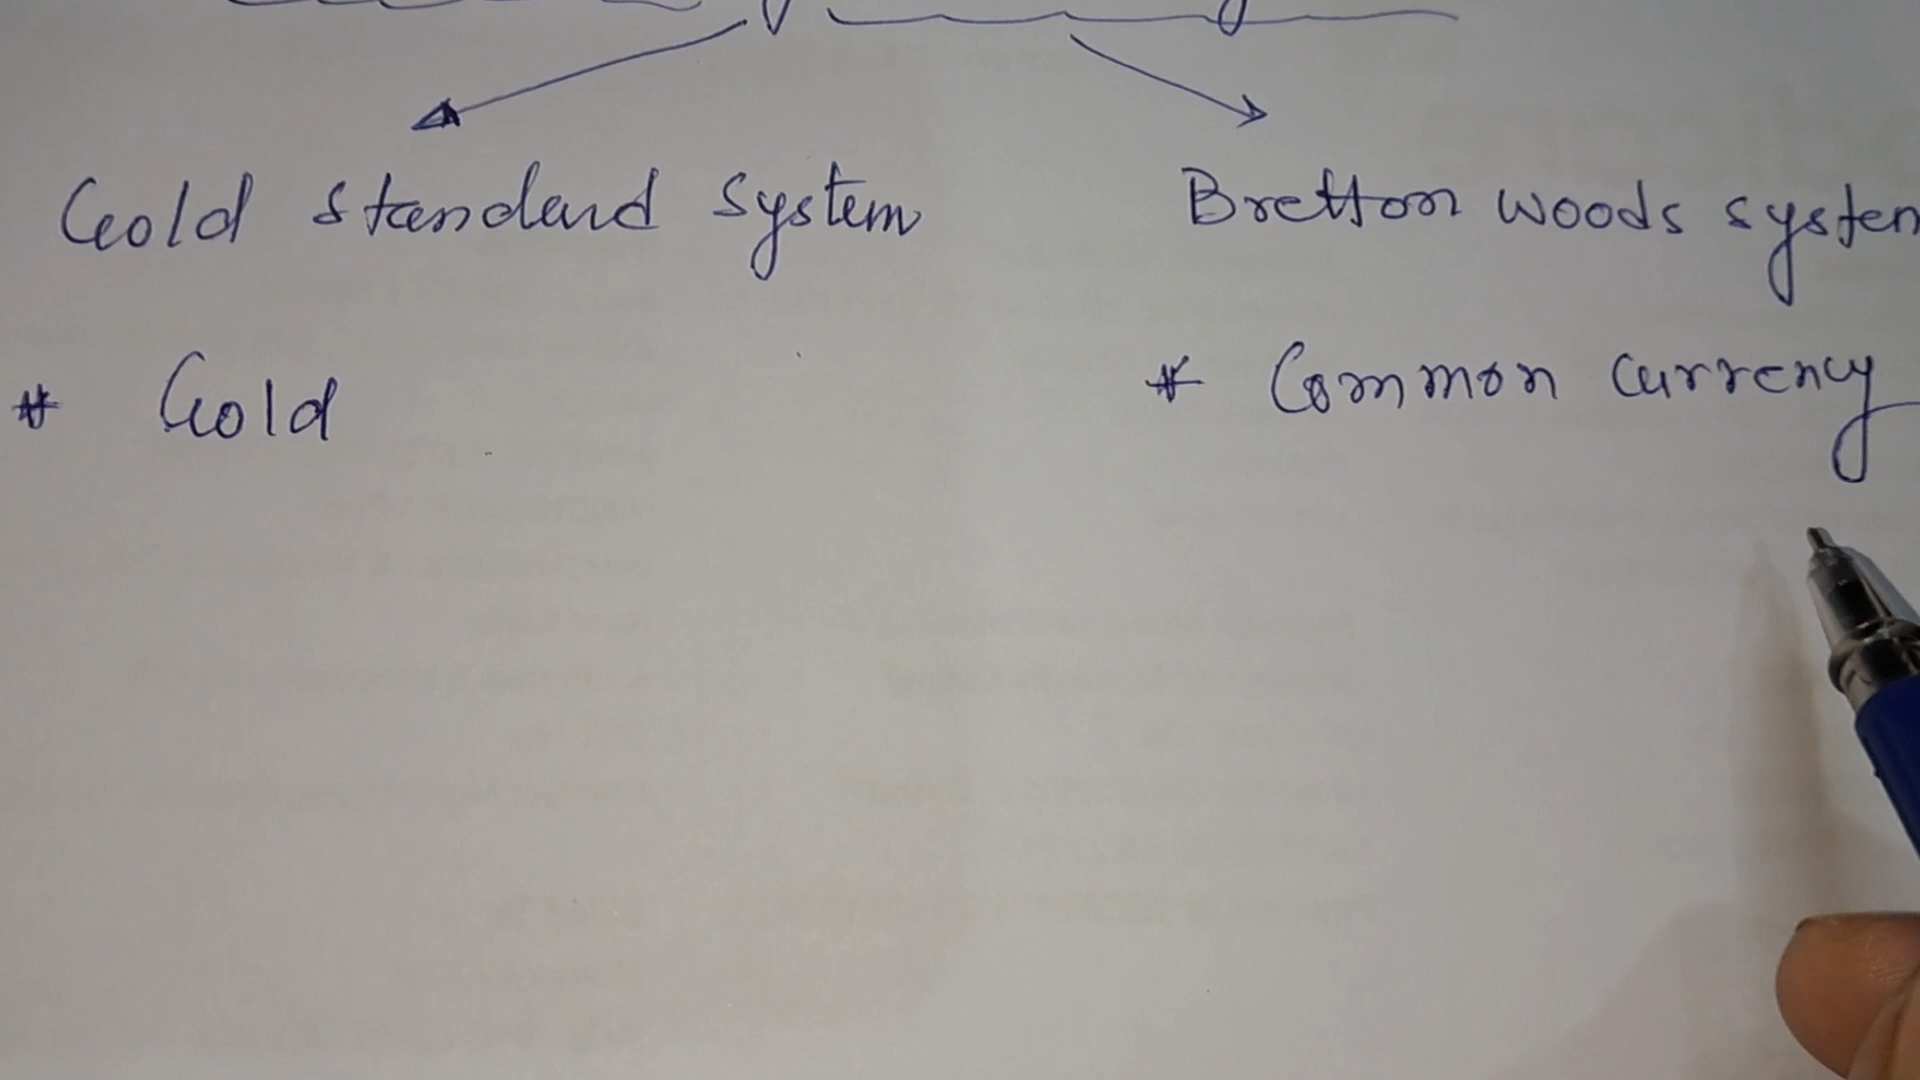 Gold standard system
Bretton woods system
* Gold
* Common currency